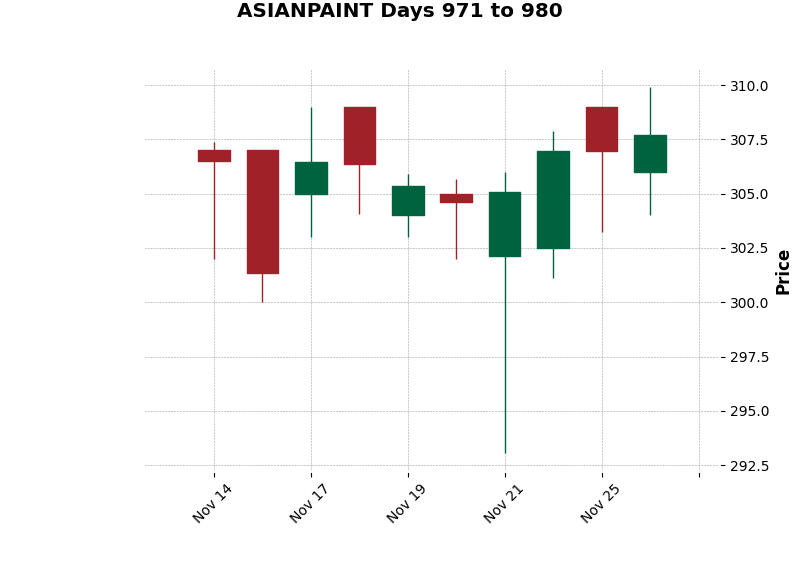 ASIANPAINT Days 971 to 980
310.0
307.5
305.0
302.5
300.0
297.5
295.0
292.5
Price
Nov 14
Nov 17
Nov 19
Nov 21
Nov 25